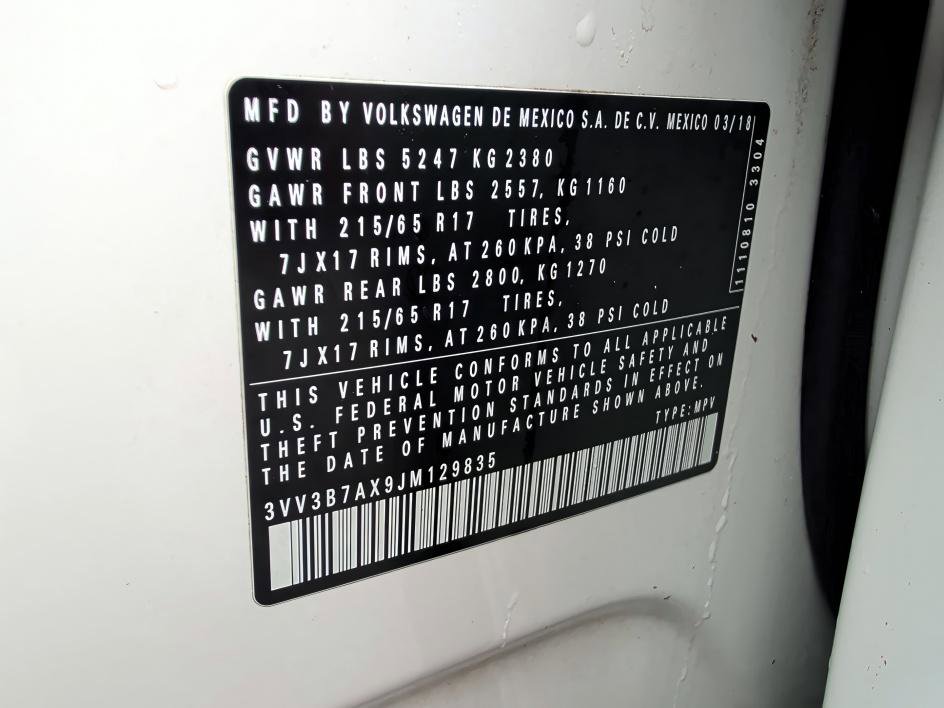 MFD BY VOLKSWAGEN DE MEXICO S.A. DE C.V. MEXICO 03/18
GVWR LBS 5247 KG 2380
GAWR FRONT LBS 2557, KG 1160
WITH 215/65 R17 TIRES,
7J X17 RIMS, AT 260 KPA, 38 PSI COLD
GAWR REAR LBS 2800, KG 1270
WITH 215/65 R17 TIRES,
7J X17 RIMS, AT 260 KPA, 38 PSI COLD
1110810 3304
THIS VEHICLE CONFORMS TO ALL APPLICABLE
U.S. FEDERAL MOTOR VEHICLE SAFETY AND
THEFT PREVENTION STANDARDS IN EFFECT ON
THE DATE OF MANUFACTURE SHOWN ABOVE.
TYPE: MPV
3VV3B7AX9JM129835